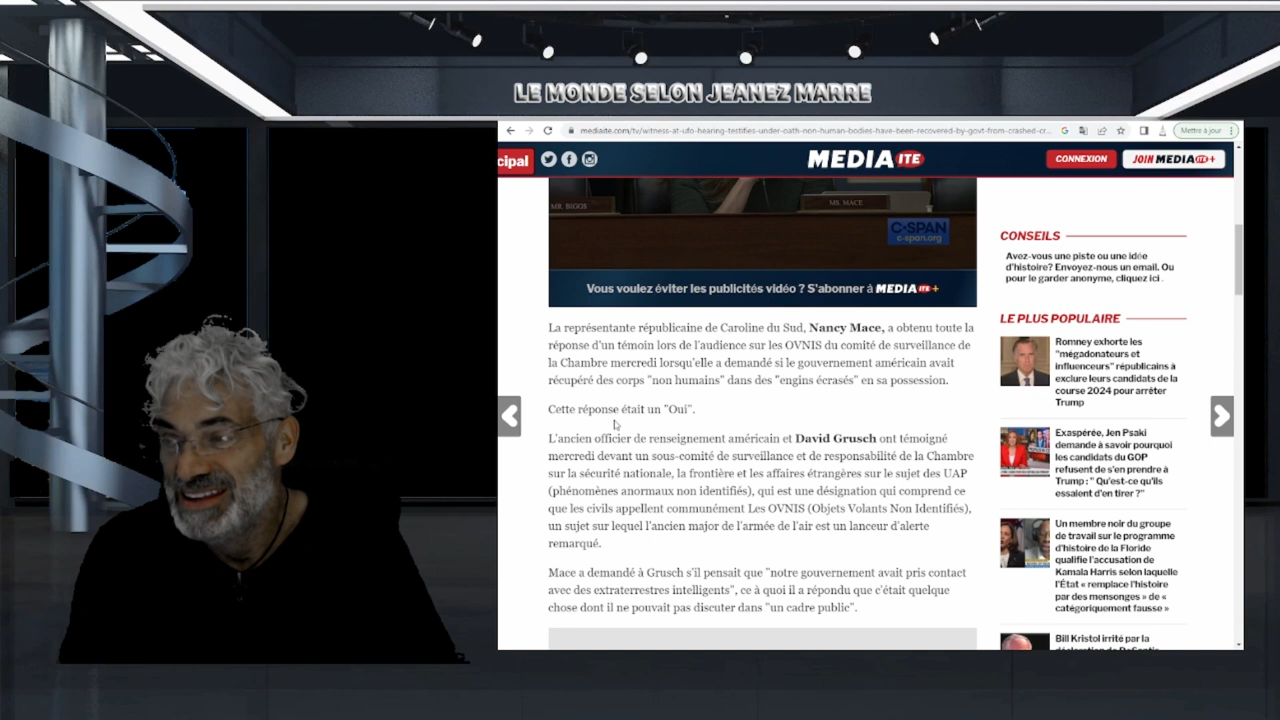 LE MONDE SELON JEANEZ MARRE
mediaite.com/tv/witness-at-ufo-hearing-testifies-under-oath-non-human-bodies-have-been-recovered-by-govt-from-crashed-cr...
Mettre à jour
cipal
MEDIAITE
CONNEXION
JOIN MEDIAITE+
MR. BIGGS
MS. MACE
C-SPAN
c-span.org
Vous voulez éviter les publicités vidéo ? S'abonner à MEDIAITE+
La représentante républicaine de Caroline du Sud, Nancy Mace, a obtenu toute la
réponse d'un témoin lors de l'audience sur les OVNIS du comité de surveillance de
la Chambre mercredi lorsqu'elle a demandé si le gouvernement américain avait
récupéré des corps "non humains" dans des "engins écrasés" en sa possession.
Cette réponse était un "Oui".
L'ancien officier de renseignement américain et David Grusch ont témoigné
mercredi devant un sous-comité de surveillance et de responsabilité de la Chambre
sur la sécurité nationale, la frontière et les affaires étrangères sur le sujet des UAP
(phénomènes anormaux non identifiés), qui est une désignation qui comprend ce
que les civils appellent communément Les OVNIS (Objets Volants Non Identifiés),
un sujet sur lequel l'ancien major de l'armée de l'air est un lanceur d'alerte
remarqué.
Mace a demandé à Grusch s'il pensait que "notre gouvernement avait pris contact
avec des extraterrestres intelligents", ce à quoi il a répondu que c'était quelque
chose dont il ne pouvait pas discuter dans "un cadre public".
CONSEILS
Avez-vous une piste ou une idée
d'histoire? Envoyez-nous un email. Ou
pour le garder anonyme, cliquez ici .
LE PLUS POPULAIRE
Romney exhorte les
"mégadonateurs et
influenceurs" républicains à
exclure leurs candidats de la
course 2024 pour arrêter
Trump
Exaspérée, Jen Psaki
demande à savoir pourquoi
les candidats du GOP
refusent de s'en prendre à
Trump : " Qu'est-ce qu'ils
essaient d'en tirer ?"
Un membre noir du groupe
de travail sur le programme
d'histoire de la Floride
qualifie l'accusation de
Kamala Harris selon laquelle
l'État « remplace l'histoire
par des mensonges » de «
catégoriquement fausse »
Bill Kristol irrité par la
déclaration de DeSantis